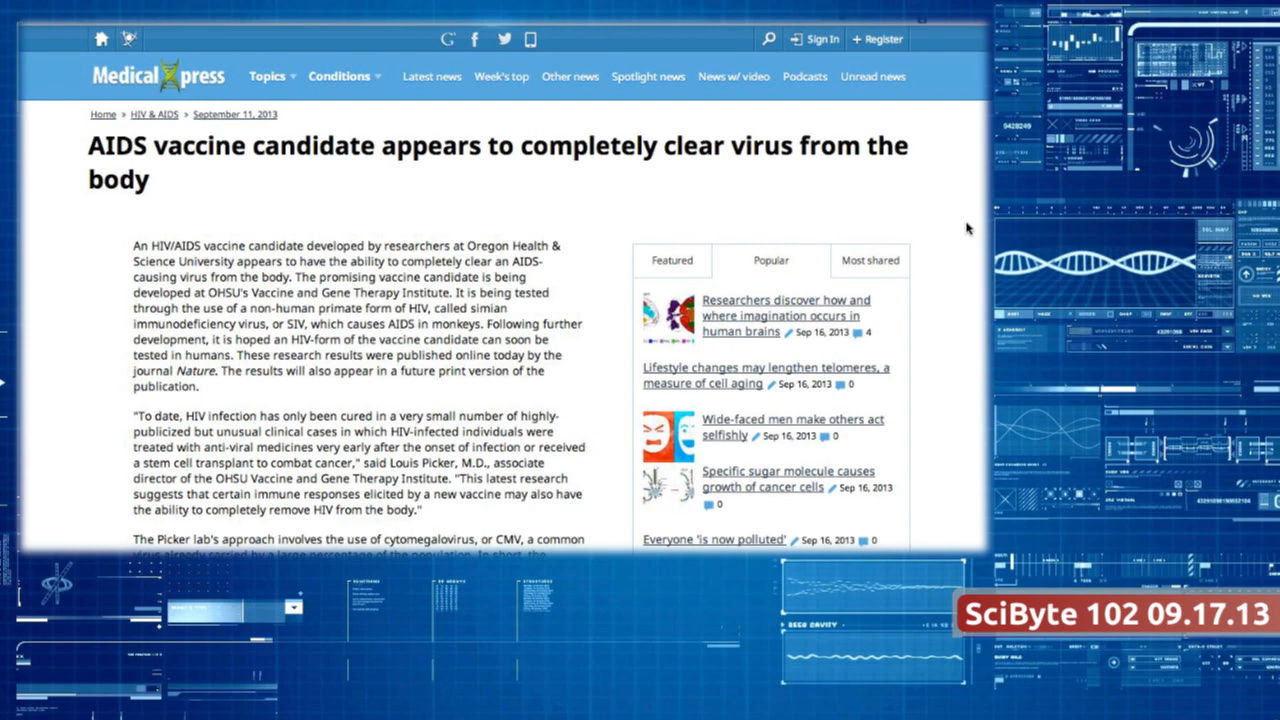 Sign In
Register
Medical Xpress
Topics
Conditions
Latest news
Week's top
Other news
Spotlight news
News w/ video
Podcasts
Unread news
Home » HIV & AIDS » September 11, 2013
AIDS vaccine candidate appears to completely clear virus from the
body
An HIV/AIDS vaccine candidate developed by researchers at Oregon Health &
Science University appears to have the ability to completely clear an AIDS-
causing virus from the body. The promising vaccine candidate is being
developed at OHSU's Vaccine and Gene Therapy Institute. It is being tested
through the use of a non-human primate form of HIV, called simian
immunodeficiency virus, or SIV, which causes AIDS in monkeys. Following further
development, it is hoped an HIV-form of the vaccine candidate can soon be
tested in humans. These research results were published online today by the
journal Nature. The results will also appear in a future print version of the
publication.
"To date, HIV infection has only been cured in a very small number of highly-
publicized but unusual clinical cases in which HIV-infected individuals were
treated with anti-viral medicines very early after the onset of infection or received
a stem cell transplant to combat cancer," said Louis Picker, M.D., associate
director of the OHSU Vaccine and Gene Therapy Institute. "This latest research
suggests that certain immune responses elicited by a new vaccine may also have
the ability to completely remove HIV from the body."
The Picker lab's approach involves the use of cytomegalovirus, or CMV, a common
virus already carried by a large percentage of the population. In short, the
Featured
Popular
Most shared
Researchers discover how and
where imagination occurs in
human brains Sep 16, 2013 4
Lifestyle changes may lengthen telomeres, a
measure of cell aging Sep 16, 2013 0
Wide-faced men make others act
selfishly Sep 16, 2013 0
Specific sugar molecule causes
growth of cancer cells Sep 16, 2013
0
Everyone 'is now polluted' Sep 16, 2013 0
9428249
SciByte 102 09.17.13